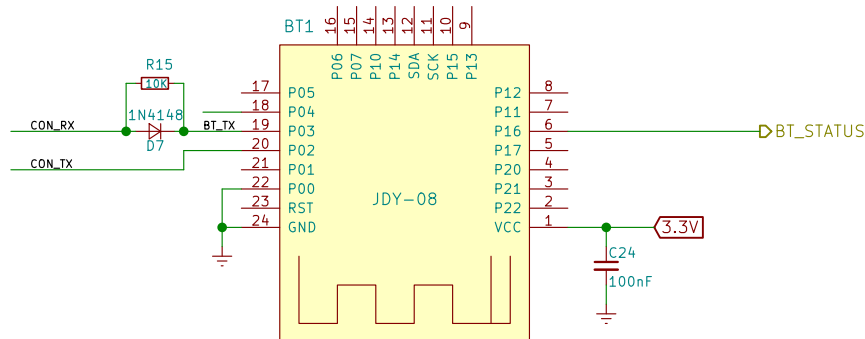 BT1
16 15 14 13 12 11 10 9
P06 P07 P10 P14 SDA SCK P15 P13
R15
10K
1N4148
D7
CON_RX
BT_TX
CON_TX
17 P05
18 P04
19 P03
20 P02
21 P01
22 P00
23 RST
24 GND
JDY-08
P12 8
P11 7
P16 6
P17 5
P20 4
P21 3
P22 2
VCC 1
BT_STATUS
3.3V
C24
100nF